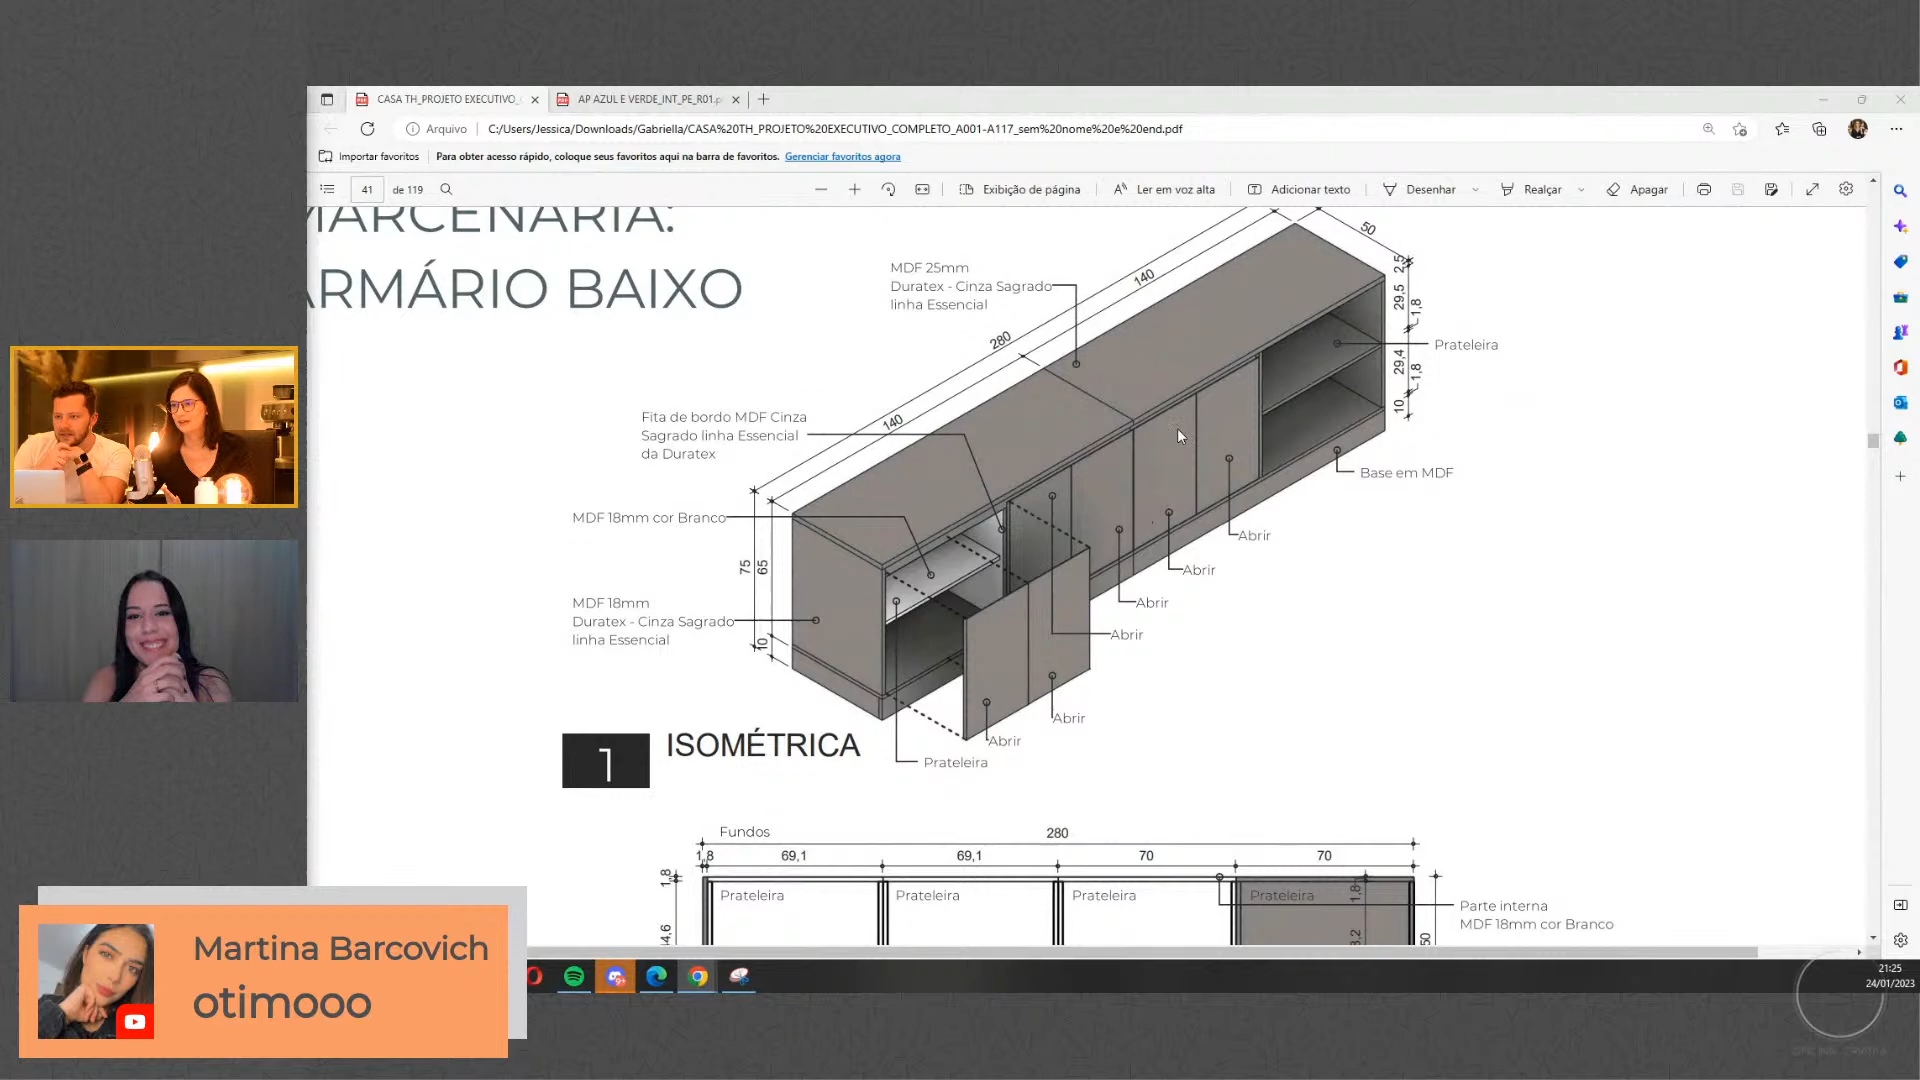 CASA TH_PROJETO EXECUTIVO_
AP AZUL E VERDE_INT_PE_R01.p
Arquivo
C:/Users/Jessica/Downloads/Gabriella/CASA%20TH_PROJETO%20EXECUTIVO_COMPLETO_A001-A117_sem%20nome%20e%20end.pdf
Importar favoritos
Para obter acesso rápido, coloque seus favoritos aqui na barra de favoritos. Gerenciar favoritos agora
41 de 119
Exibição de página
Ler em voz alta
Adicionar texto
Desenhar
Realçar
Apagar
MARCENARIA:
ARMÁRIO BAIXO
MDF 25mm
Duratex - Cinza Sagrado
linha Essencial
140
50
2,5
29,5
1,8
29,4
1,8
10
280
Prateleira
Fita de bordo MDF Cinza
Sagrado linha Essencial
da Duratex
140
Base em MDF
MDF 18mm cor Branco
Abrir
75
65
Abrir
MDF 18mm
Duratex - Cinza Sagrado
linha Essencial
Abrir
10
Abrir
Abrir
Abrir
Prateleira
1
ISOMÉTRICA
Fundos
280
1,8
69,1
69,1
70
70
1,8
Prateleira
Prateleira
Prateleira
Prateleira
1,8
Parte interna
MDF 18mm cor Branco
50
Martina Barcovich
otimooo
21:25
24/01/2023